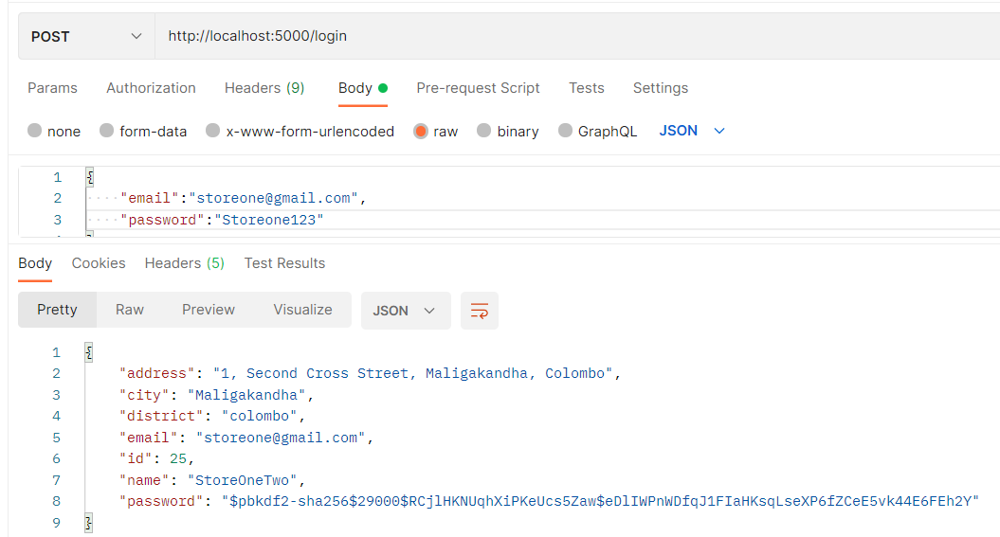 POST http://localhost:5000/login
Params Authorization Headers (9) Body Pre-request Script Tests Settings
none form-data x-www-form-urlencoded raw binary GraphQL JSON
1 {
2 ····"email":"storeone@gmail.com",
3 ····"password":"Storeone123"
Body Cookies Headers (5) Test Results
Pretty Raw Preview Visualize JSON
1 {
2 "address": "1, Second Cross Street, Maligakandha, Colombo",
3 "city": "Maligakandha",
4 "district": "colombo",
5 "email": "storeone@gmail.com",
6 "id": 25,
7 "name": "StoreOneTwo",
8 "password": "$pbkdf2-sha256$29000$RCjlHKNUqhXiPKeUcs5Zaw$eDlIWPnWDfqJ1FIaHKsqLseXP6fZCeE5vk44E6FEh2Y"
9 }